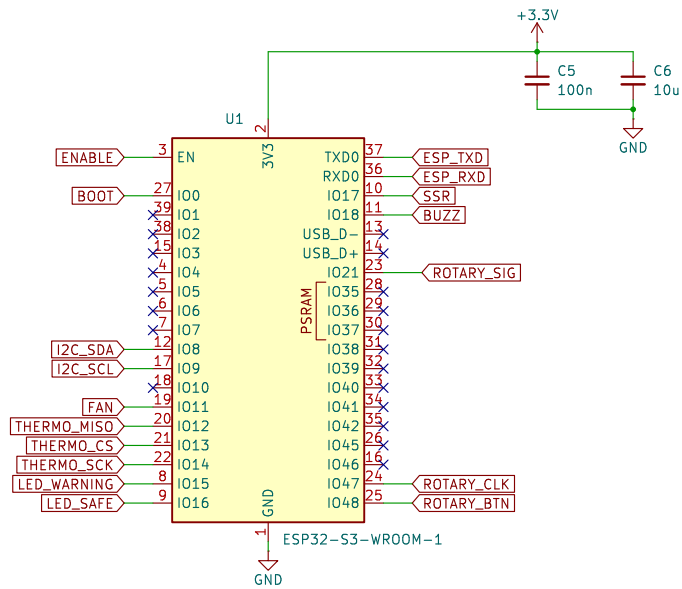 +3.3V
C5
100n
C6
10u
GND
U1
2
3V3
ENABLE 3 EN TXD0 37 ESP_TXD
RXD0 36 ESP_RXD
BOOT 27 IO0 IO17 10 SSR
39 IO1 IO18 11 BUZZ
38 IO2 USB_D- 13
15 IO3 USB_D+ 14
4 IO4 IO21 23 ROTARY_SIG
5 IO5 IO35 28
6 IO6 PSRAM IO36 29
7 IO7 IO37 30
I2C_SDA 12 IO8 IO38 31
I2C_SCL 17 IO9 IO39 32
18 IO10 IO40 33
FAN 19 IO11 IO41 34
THERMO_MISO 20 IO12 IO42 35
THERMO_CS 21 IO13 IO45 26
THERMO_SCK 22 IO14 IO46 16
LED_WARNING 8 IO15 IO47 24 ROTARY_CLK
LED_SAFE 9 IO16 IO48 25 ROTARY_BTN
GND
1
ESP32-S3-WROOM-1
GND